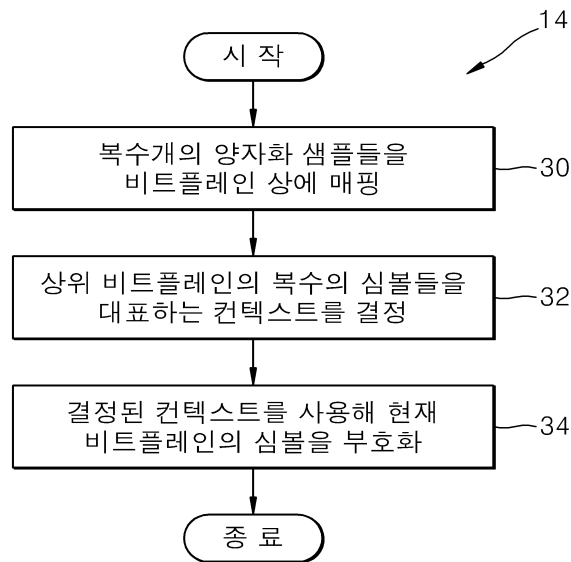 14
시 작
복수개의 양자화 샘플들을
비트플레인 상에 매핑
30
상위 비트플레인의 복수의 심볼들을
대표하는 컨텍스트를 결정
32
결정된 컨텍스트를 사용해 현재
비트플레인의 심볼을 부호화
34
종 료